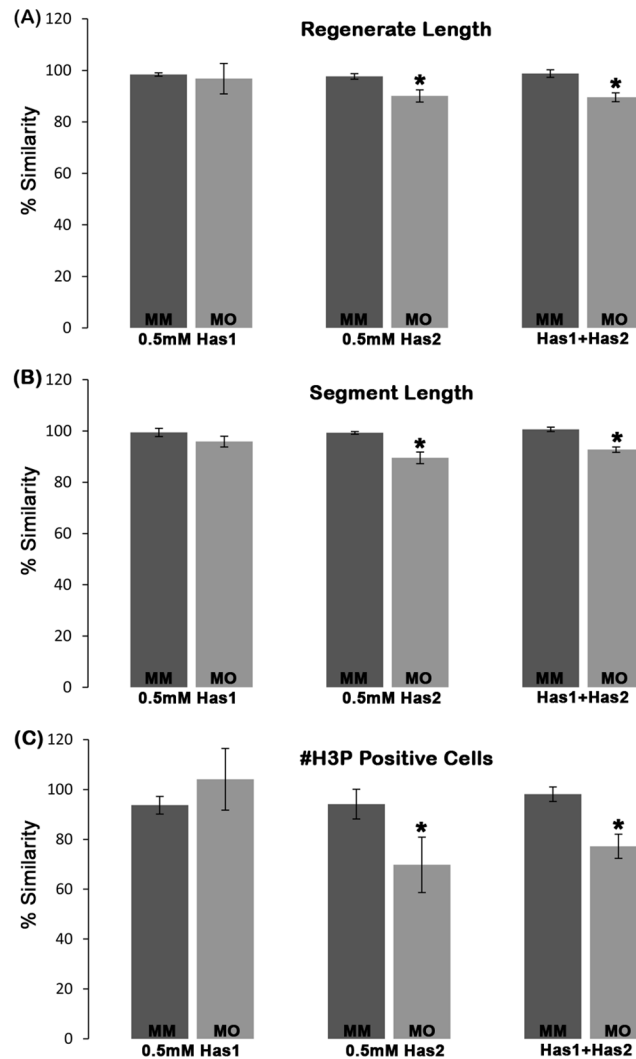 (A)
Regenerate Length
120
100
80
60
40
20
0
% Similarity
MM MO MM MO MM MO
0.5mM Has1 0.5mM Has2 Has1+Has2
* *
(B)
Segment Length
120
100
80
60
40
20
0
% Similarity
MM MO MM MO MM MO
0.5mM Has1 0.5mM Has2 Has1+Has2
* *
(C)
#H3P Positive Cells
120
100
80
60
40
20
0
% Similarity
MM MO MM MO MM MO
0.5mM Has1 0.5mM Has2 Has1+Has2
* *